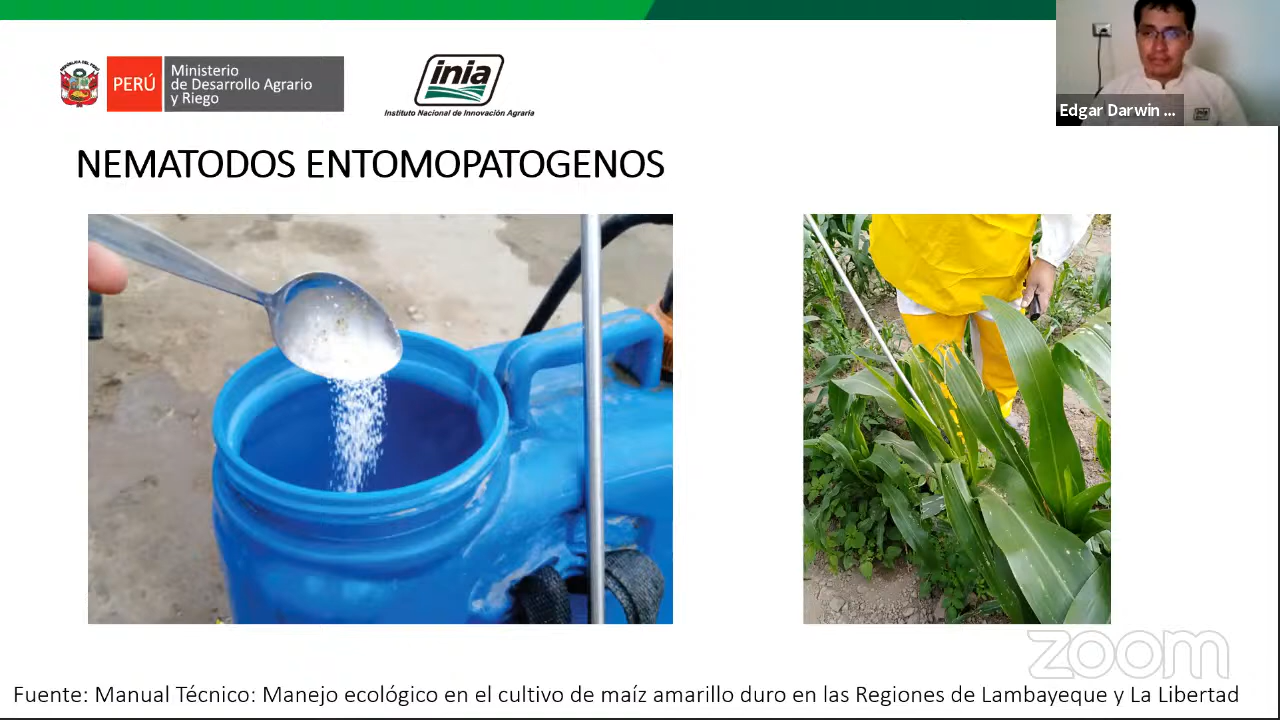 PERÚ
Ministerio
de Desarrollo Agrario
y Riego
inia
Instituto Nacional de Innovación Agraria
Edgar Darwin ...
NEMATODOS ENTOMOPATOGENOS
zoom
Fuente: Manual Técnico: Manejo ecológico en el cultivo de maíz amarillo duro en las Regiones de Lambayeque y La Libertad